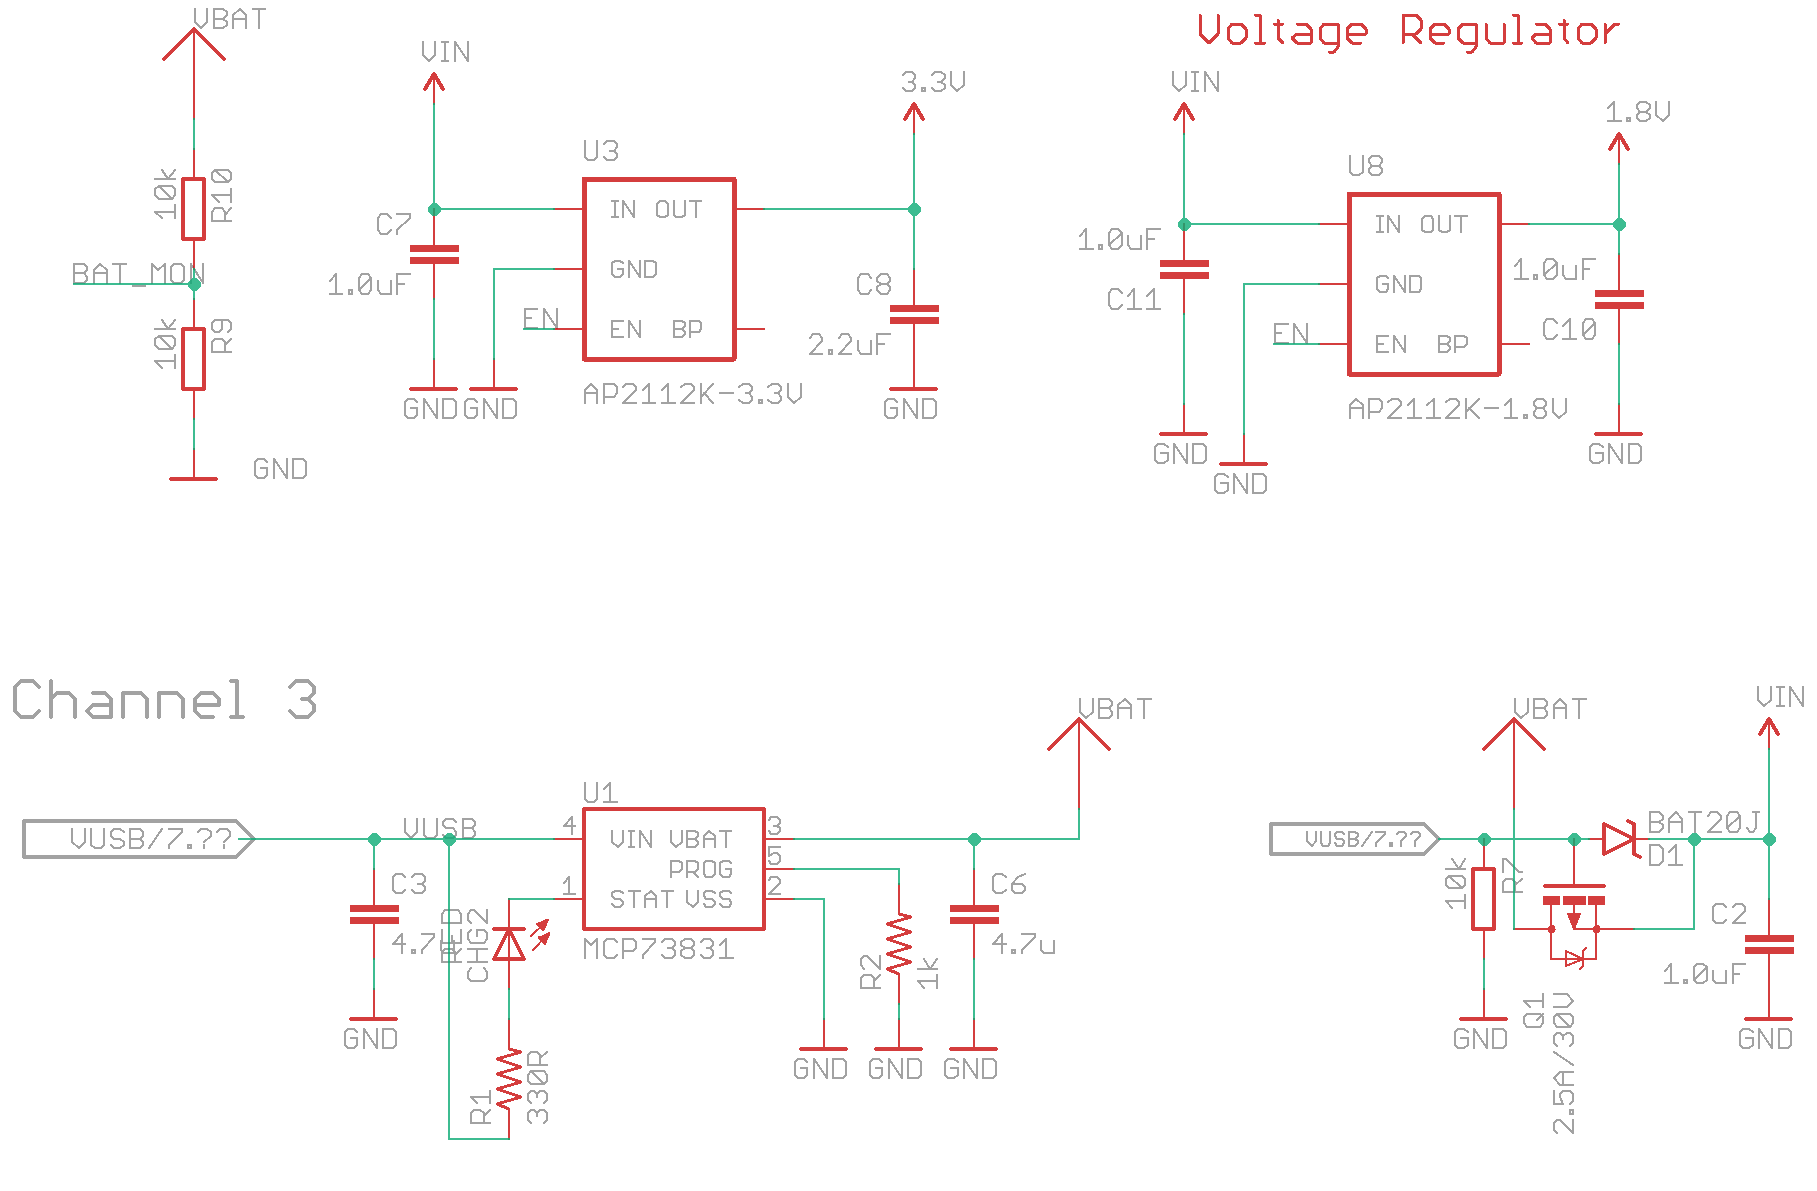 Voltage Regulator
VBAT
10k
R10
BAT_MON
10k
R9
GND
VIN
C7
1.0uF
GND
GND
U3
IN OUT
GND
EN
EN BP
AP2112K-3.3V
3.3V
C8
2.2uF
GND
VIN
1.0uF
C11
GND
GND
U8
IN OUT
GND
EN
EN BP
AP2112K-1.8V
1.8V
1.0uF
C10
GND
Channel 3
VUSB/7.??
VUSB
C3
4.7u
GND
RED
CHG2
R1
330R
U1
4
VIN VBAT
3
PROG
5
1
STAT VSS
2
MCP73831
GND
R2
1k
GND
C6
4.7u
GND
VBAT
VUSB/7.??
10k
R7
GND
VBAT
Q1
2.5A/30V
BAT20J
D1
VIN
C2
1.0uF
GND